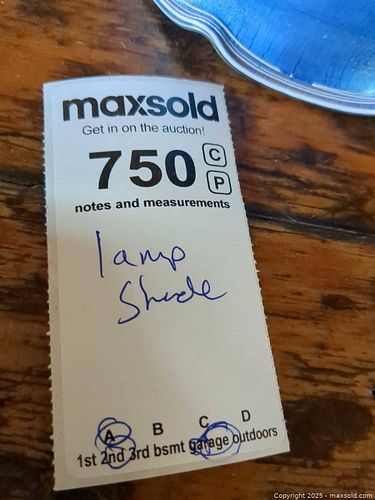 maxsold
Get in on the auction!
750 C
P
notes and measurements
lamp
Shade
A B C D
1st 2nd 3rd bsmt garage outdoors
Copyright 2025 - maxsold.com